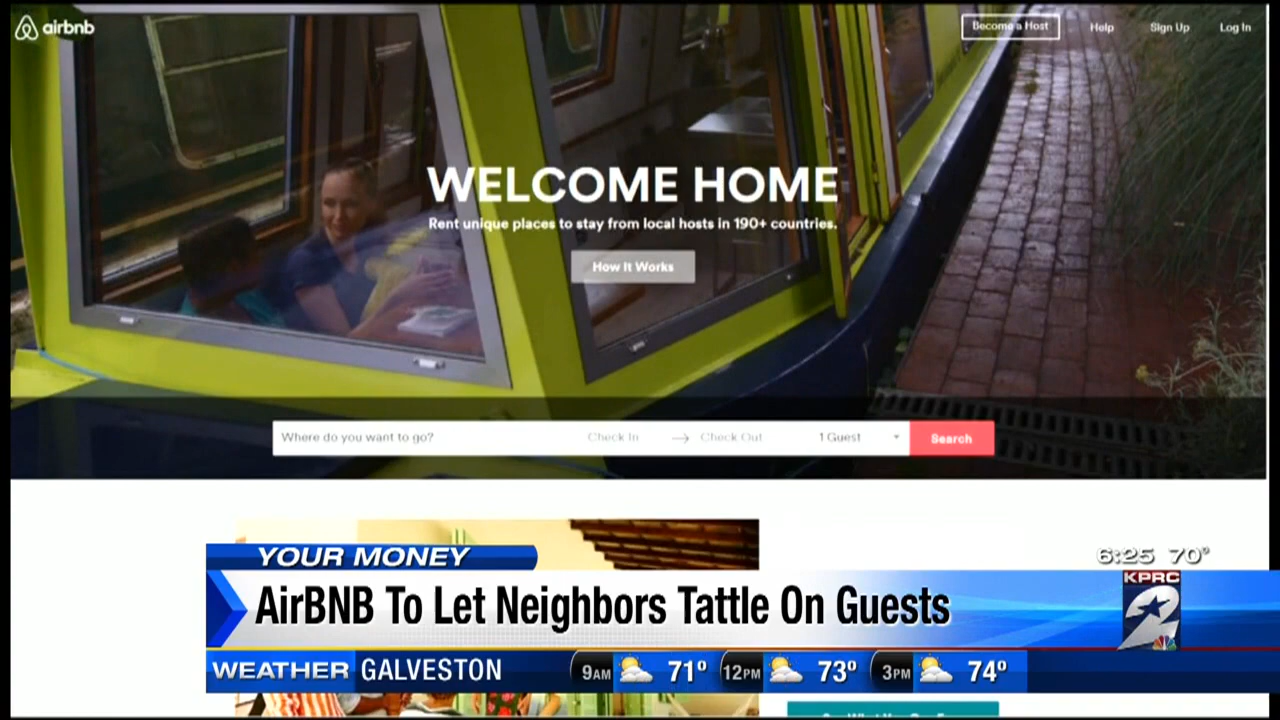 airbnb
Become a Host
Help
Sign Up
Log In
WELCOME HOME
Rent unique places to stay from local hosts in 190+ countries.
How It Works
Where do you want to go?
Check In
Check Out
1 Guest
Search
YOUR MONEY
6:25 70°
AirBNB To Let Neighbors Tattle On Guests
KPRC
2
WEATHER GALVESTON 9AM 71° 12PM 73° 3PM 74°